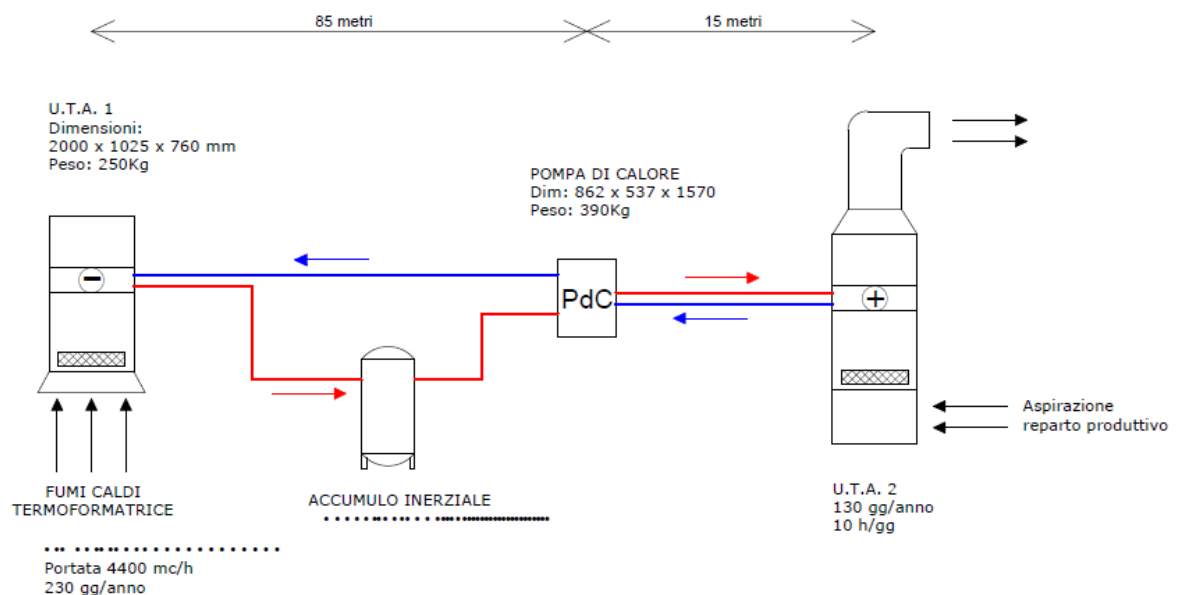 85 metri
15 metri
U.T.A. 1
Dimensioni:
2000 x 1025 x 760 mm
Peso: 250Kg
POMPA DI CALORE
Dim: 862 x 537 x 1570
Peso: 390Kg
PdC
Aspirazione
reparto produttivo
FUMI CALDI
TERMOFORMATRICE
ACCUMULO INERZIALE
U.T.A. 2
130 gg/anno
10 h/gg
Portata 4400 mc/h
230 gg/anno